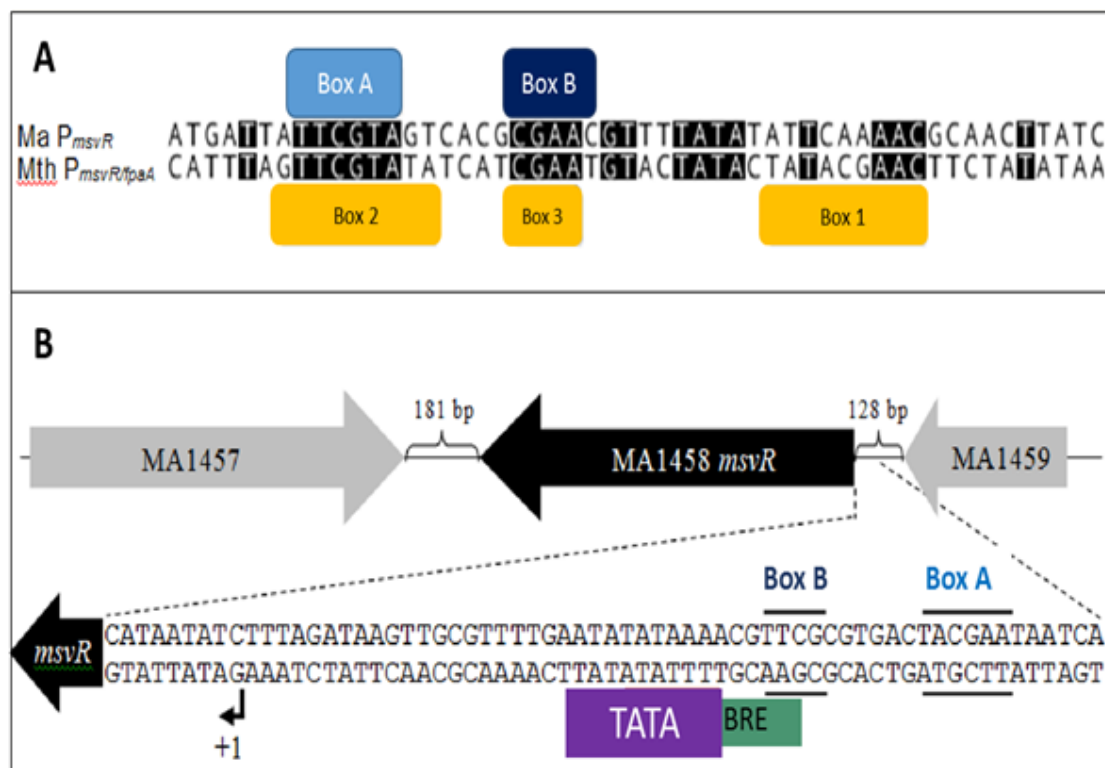 A
Box A
Box B
Ma PmsvR ATGATTATTCGTAGTCACGCGAACGTTTTATATATTCAAAACGCAACTTATC
Mth PmsvR/fpaA CATTTAGTTCGTATATCATCGAATGTACTATACTATACGAACTTCTATATAA
Box 2
Box 3
Box 1
B
181 bp
128 bp
MA1457
MA1458 msvR
MA1459
Box B
Box A
msvR
CATAATATCTTTAGATAAGTTGCGTTTTGAATATATAAAACGTTCGCGTGACTACGAATAATCA
GTATTATAGAAATCTATTCAACGCAAAACTTATATATTTTGCAAGCGCACTGATGCTTATTAGT
+1
TATA
BRE